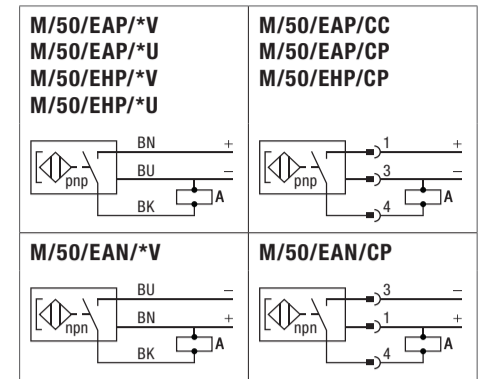 M/50/EAP/*V
M/50/EAP/*U
M/50/EHP/*V
M/50/EHP/*U
BN +
BU –
pnp
A
BK
M/50/EAP/CC
M/50/EAP/CP
M/50/EHP/CP
1 +
3 –
pnp
A
4
M/50/EAN/*V
BU –
BN +
npn
A
BK
M/50/EAN/CP
3 –
1 +
npn
A
4